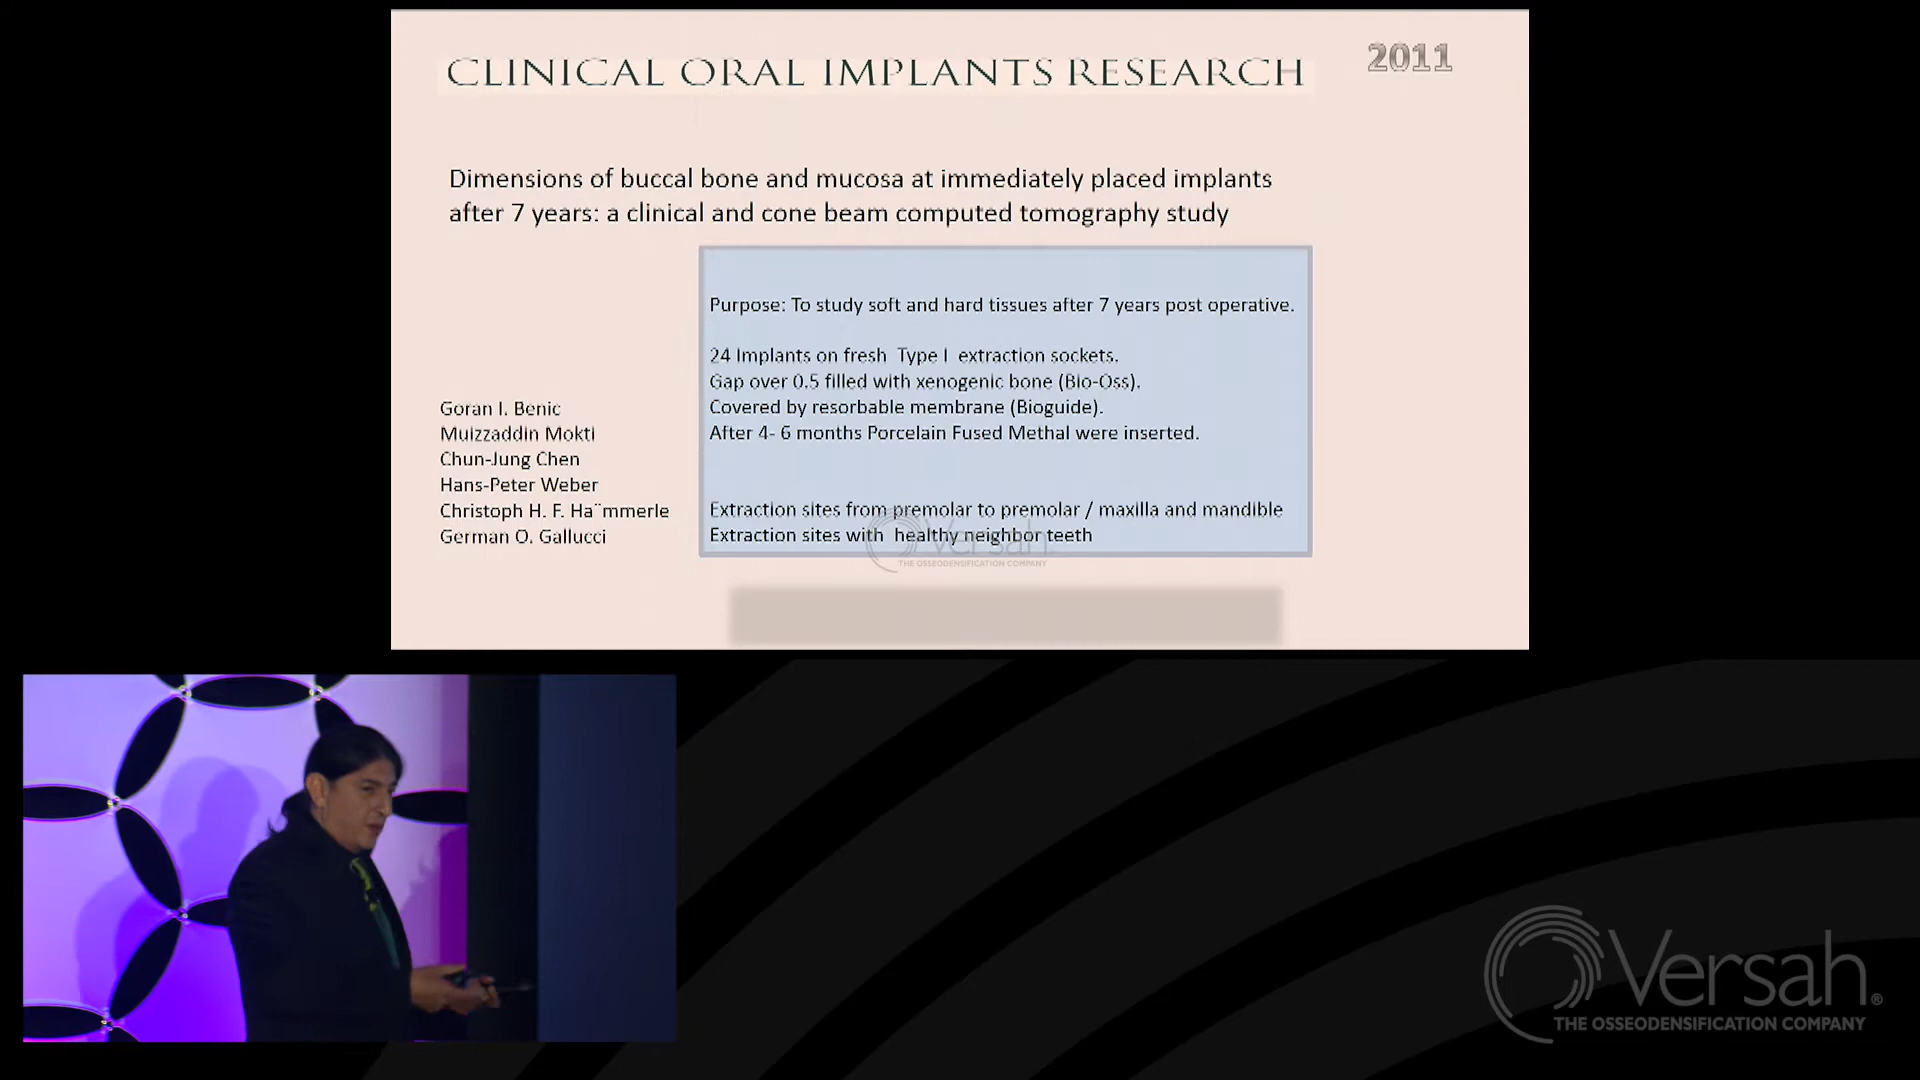 CLINICAL ORAL IMPLANTS RESEARCH
2011
Dimensions of buccal bone and mucosa at immediately placed implants
after 7 years: a clinical and cone beam computed tomography study
Purpose: To study soft and hard tissues after 7 years post operative.
24 Implants on fresh Type I extraction sockets.
Gap over 0.5 filled with xenogenic bone (Bio-Oss).
Covered by resorbable membrane (Bioguide).
After 4- 6 months Porcelain Fused Methal were inserted.
Extraction sites from premolar to premolar / maxilla and mandible
Extraction sites with healthy neighbor teeth
Goran I. Benic
Muizzaddin Mokti
Chun-Jung Chen
Hans-Peter Weber
Christoph H. F. Ha¨mmerle
German O. Gallucci
Versah
THE OSSEODENSIFICATION COMPANY
Versah®
THE OSSEODENSIFICATION COMPANY